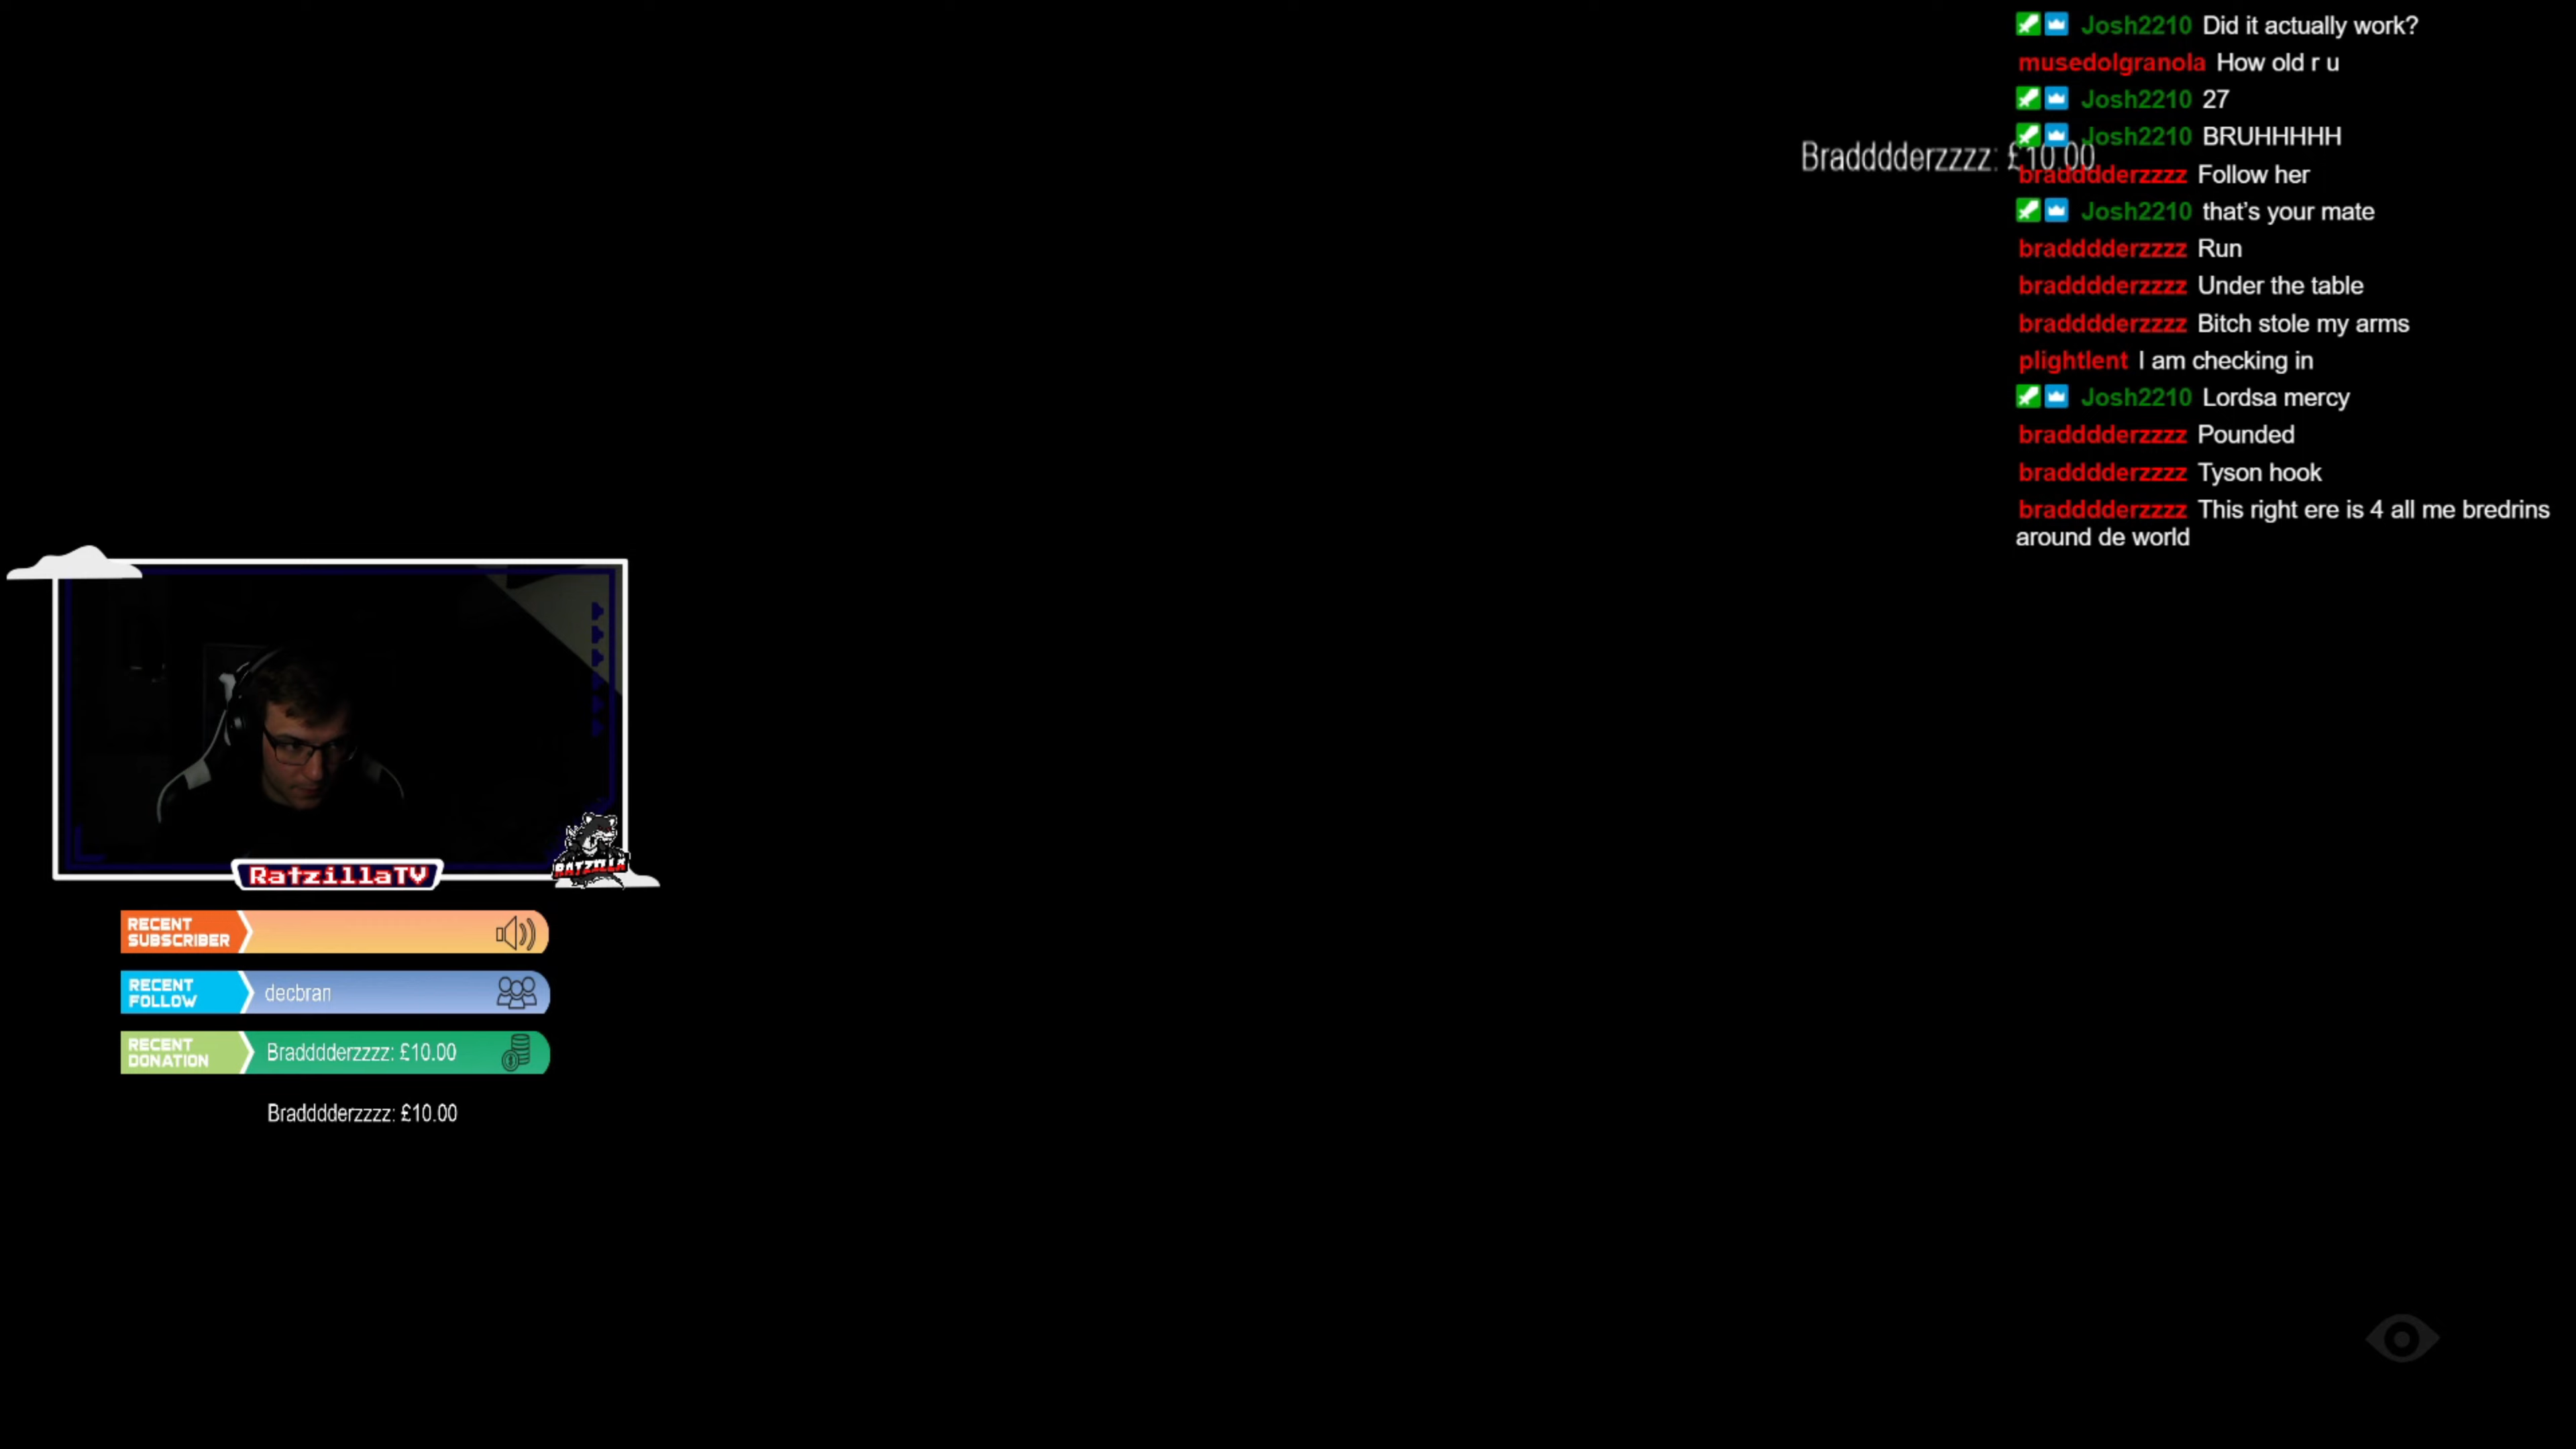 Josh2210 Did it actually work?
musedolgranola How old r u
Josh2210 27
Josh2210 BRUHHHHH
Bradddderzzzz: £10.00
bradddderzzzz Follow her
Josh2210 that's your mate
bradddderzzzz Run
bradddderzzzz Under the table
bradddderzzzz Bitch stole my arms
plightlent I am checking in
Josh2210 Lordsa mercy
bradddderzzzz Pounded
bradddderzzzz Tyson hook
bradddderzzzz This right ere is 4 all me bredrins
around de world
RATZILLA
RatzillaTV
RECENT
SUBSCRIBER
RECENT
FOLLOW
decbran
RECENT
DONATION
Bradddderzzzz: £10.00
Bradddderzzzz: £10.00